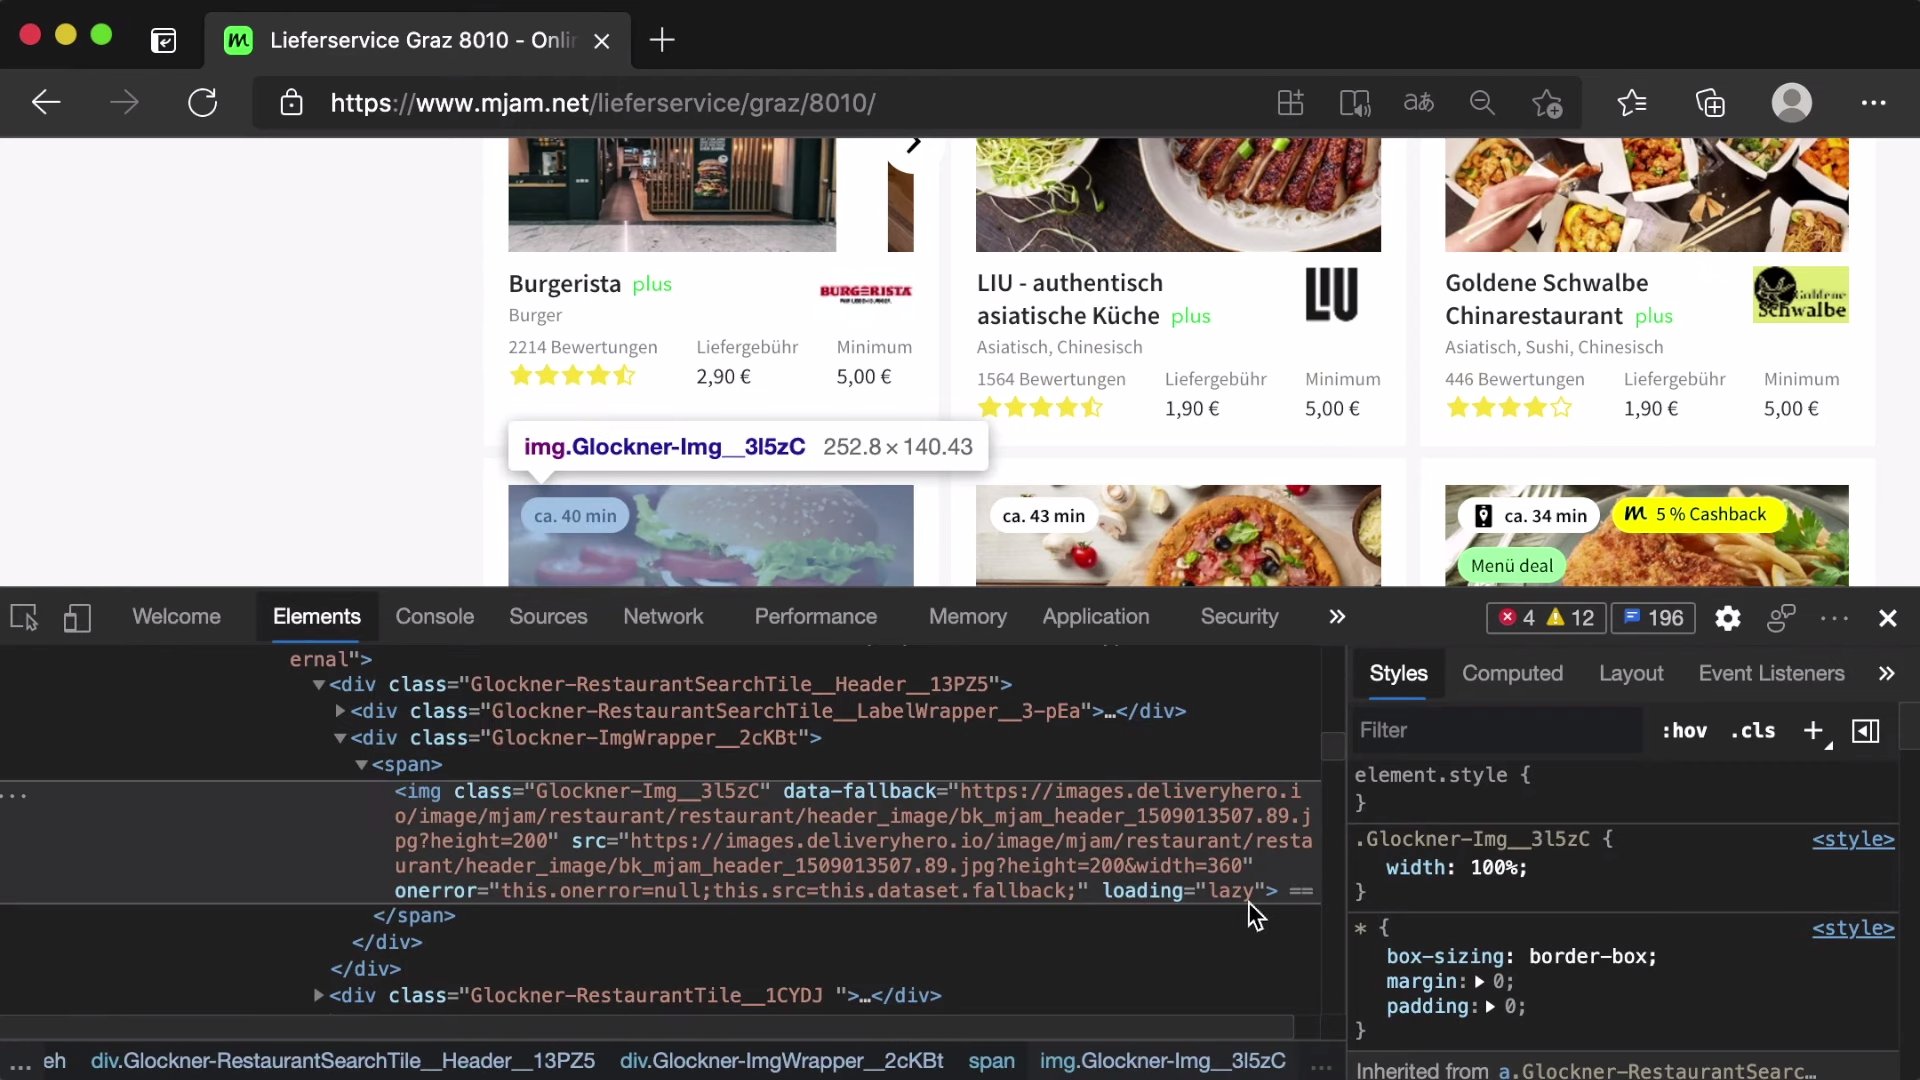 Lieferservice Graz 8010 - Onlin
https://www.mjam.net/lieferservice/graz/8010/
Burgerista plus
BURGERISTA
Burger
2214 Bewertungen Liefergebühr Minimum
2,90 € 5,00 €
LIU - authentisch
asiatische Küche plus
LIU
Asiatisch, Chinesisch
1564 Bewertungen Liefergebühr Minimum
1,90 € 5,00 €
Goldene Schwalbe
Chinarestaurant plus
Goldene
Schwalbe
Asiatisch, Sushi, Chinesisch
446 Bewertungen Liefergebühr Minimum
1,90 € 5,00 €
img.Glockner-Img__3l5zC 252.8 × 140.43
ca. 40 min
ca. 43 min
ca. 34 min
m 5 % Cashback
Menü deal
Welcome Elements Console Sources Network Performance Memory Application Security » 4 12 196
ernal">
▼<div class="Glockner-RestaurantSearchTile__Header__13PZ5">
▶<div class="Glockner-RestaurantSearchTile__LabelWrapper__3-pEa">…</div>
▼<div class="Glockner-ImgWrapper__2cKBt">
▼<span>
... <img class="Glockner-Img__3l5zC" data-fallback="https://images.deliveryhero.i
o/image/mjam/restaurant/restaurant/header_image/bk_mjam_header_1509013507.89.j
pg?height=200" src="https://images.deliveryhero.io/image/mjam/restaurant/resta
urant/header_image/bk_mjam_header_1509013507.89.jpg?height=200&width=360"
onerror="this.onerror=null;this.src=this.dataset.fallback;" loading="lazy"> ==
</span>
</div>
</div>
▶<div class="Glockner-RestaurantTile__1CYDJ ">…</div>
... eh div.Glockner-RestaurantSearchTile__Header__13PZ5 div.Glockner-ImgWrapper__2cKBt span img.Glockner-Img__3l5zC ...
Styles Computed Layout Event Listeners »
Filter :hov .cls +
element.style {
}
.Glockner-Img__3l5zC { <style>
width: 100%;
}
* { <style>
box-sizing: border-box;
margin: ▶ 0;
padding: ▶ 0;
}
Inherited from a.Glockner-RestaurantSearc…